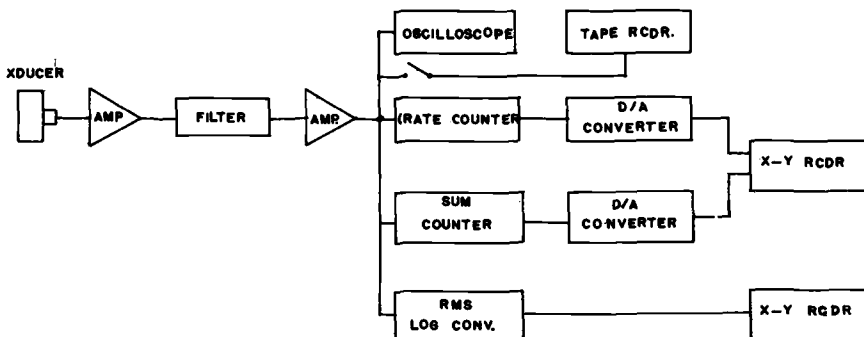 OSCILLOSCOPE
TAPE RCDR.
XDUCER
AMP
FILTER
AMP.
(RATE COUNTER
D/A
CONVERTER
X-Y RCDR
SUM
COUNTER
D/A
CONVERTER
RMS
LOG CONV.
X-Y RCDR